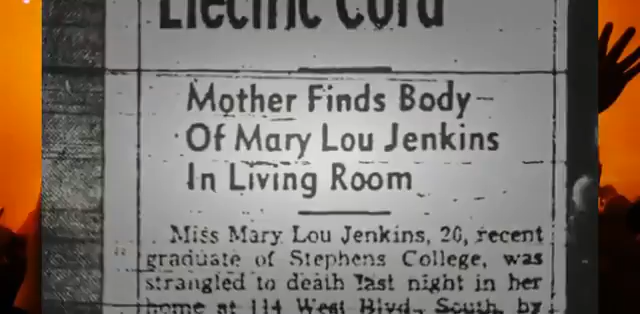 Electric Cord
Mother Finds Body—
Of Mary Lou Jenkins
In Living Room
Miss Mary Lou Jenkins, 20, recent
graduate of Stephens College, was
strangled to death last night in her
home at 114 West Blvd., South, by